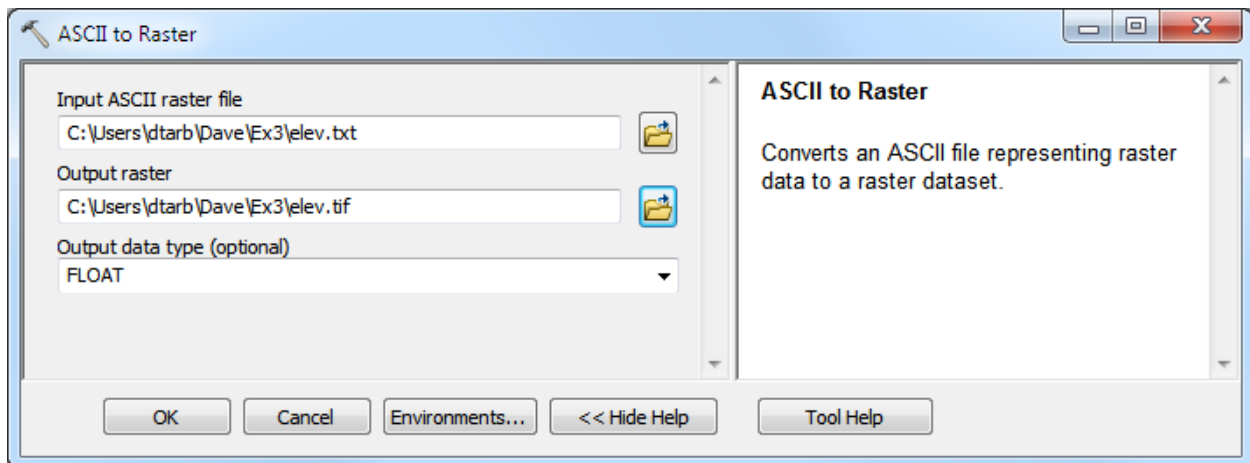 ASCII to Raster
Input ASCII raster file
C:\Users\dtarb\Dave\Ex3\elev.txt
Output raster
C:\Users\dtarb\Dave\Ex3\elev.tif
Output data type (optional)
FLOAT
ASCII to Raster
Converts an ASCII file representing raster
data to a raster dataset.
OK
Cancel
Environments...
<< Hide Help
Tool Help